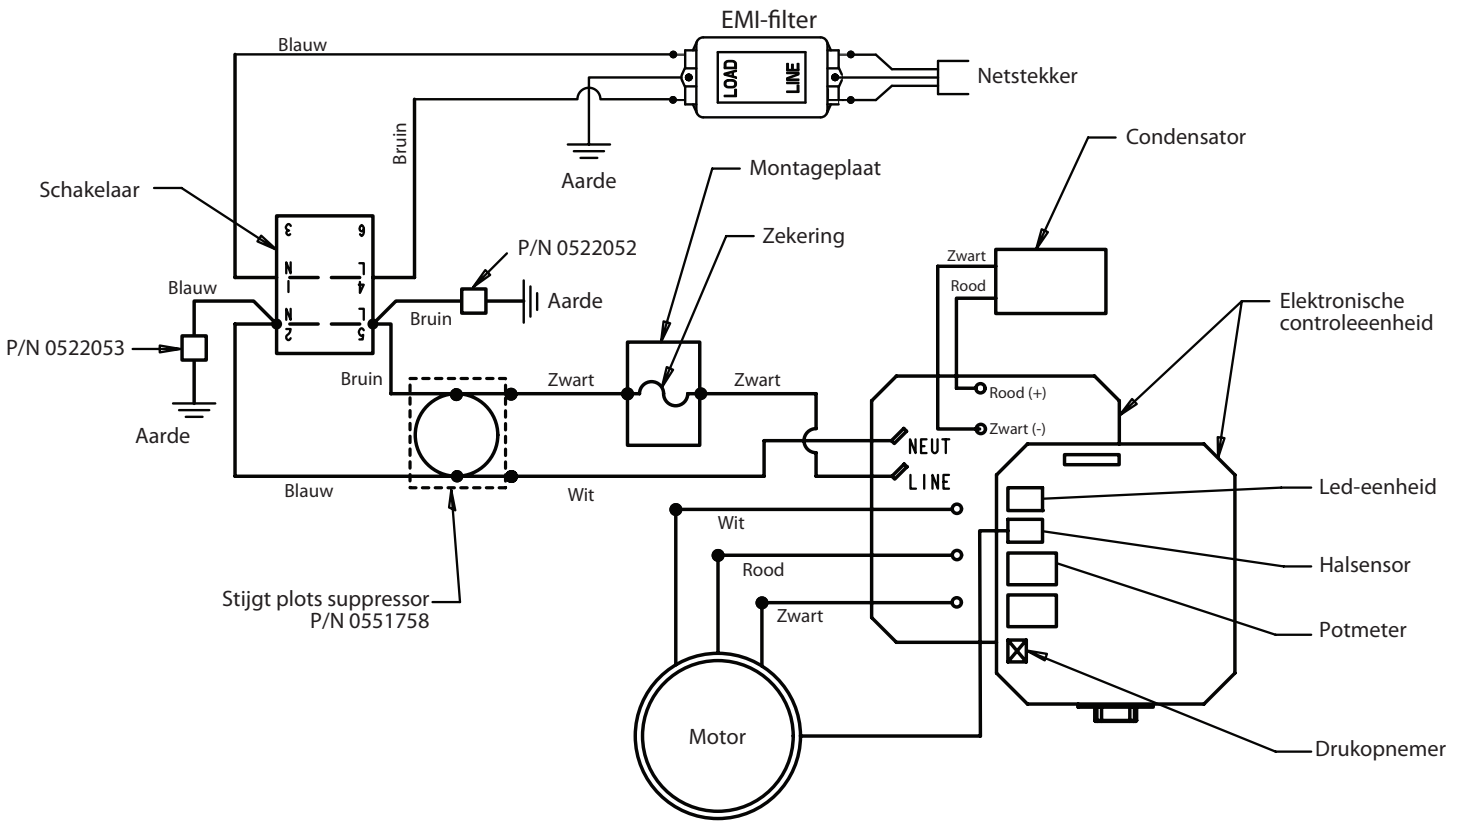 EMI-filter
Blauw
LOAD
LINE
Netstekker
Bruin
Aarde
Condensator
Montageplaat
Schakelaar
3
6
P/N 0522052
Zekering
N
1
L
4
Zwart
Rood
Blauw
Bruin
Aarde
Elektronische
controleeenheid
N
2
L
5
P/N 0522053
Aarde
Bruin
Zwart
Zwart
Rood (+)
Zwart (-)
NEUT
LINE
Blauw
Wit
Led-eenheid
Wit
Halsensor
Rood
Stijgt plots suppressor
P/N 0551758
Zwart
Potmeter
Motor
Drukopnemer